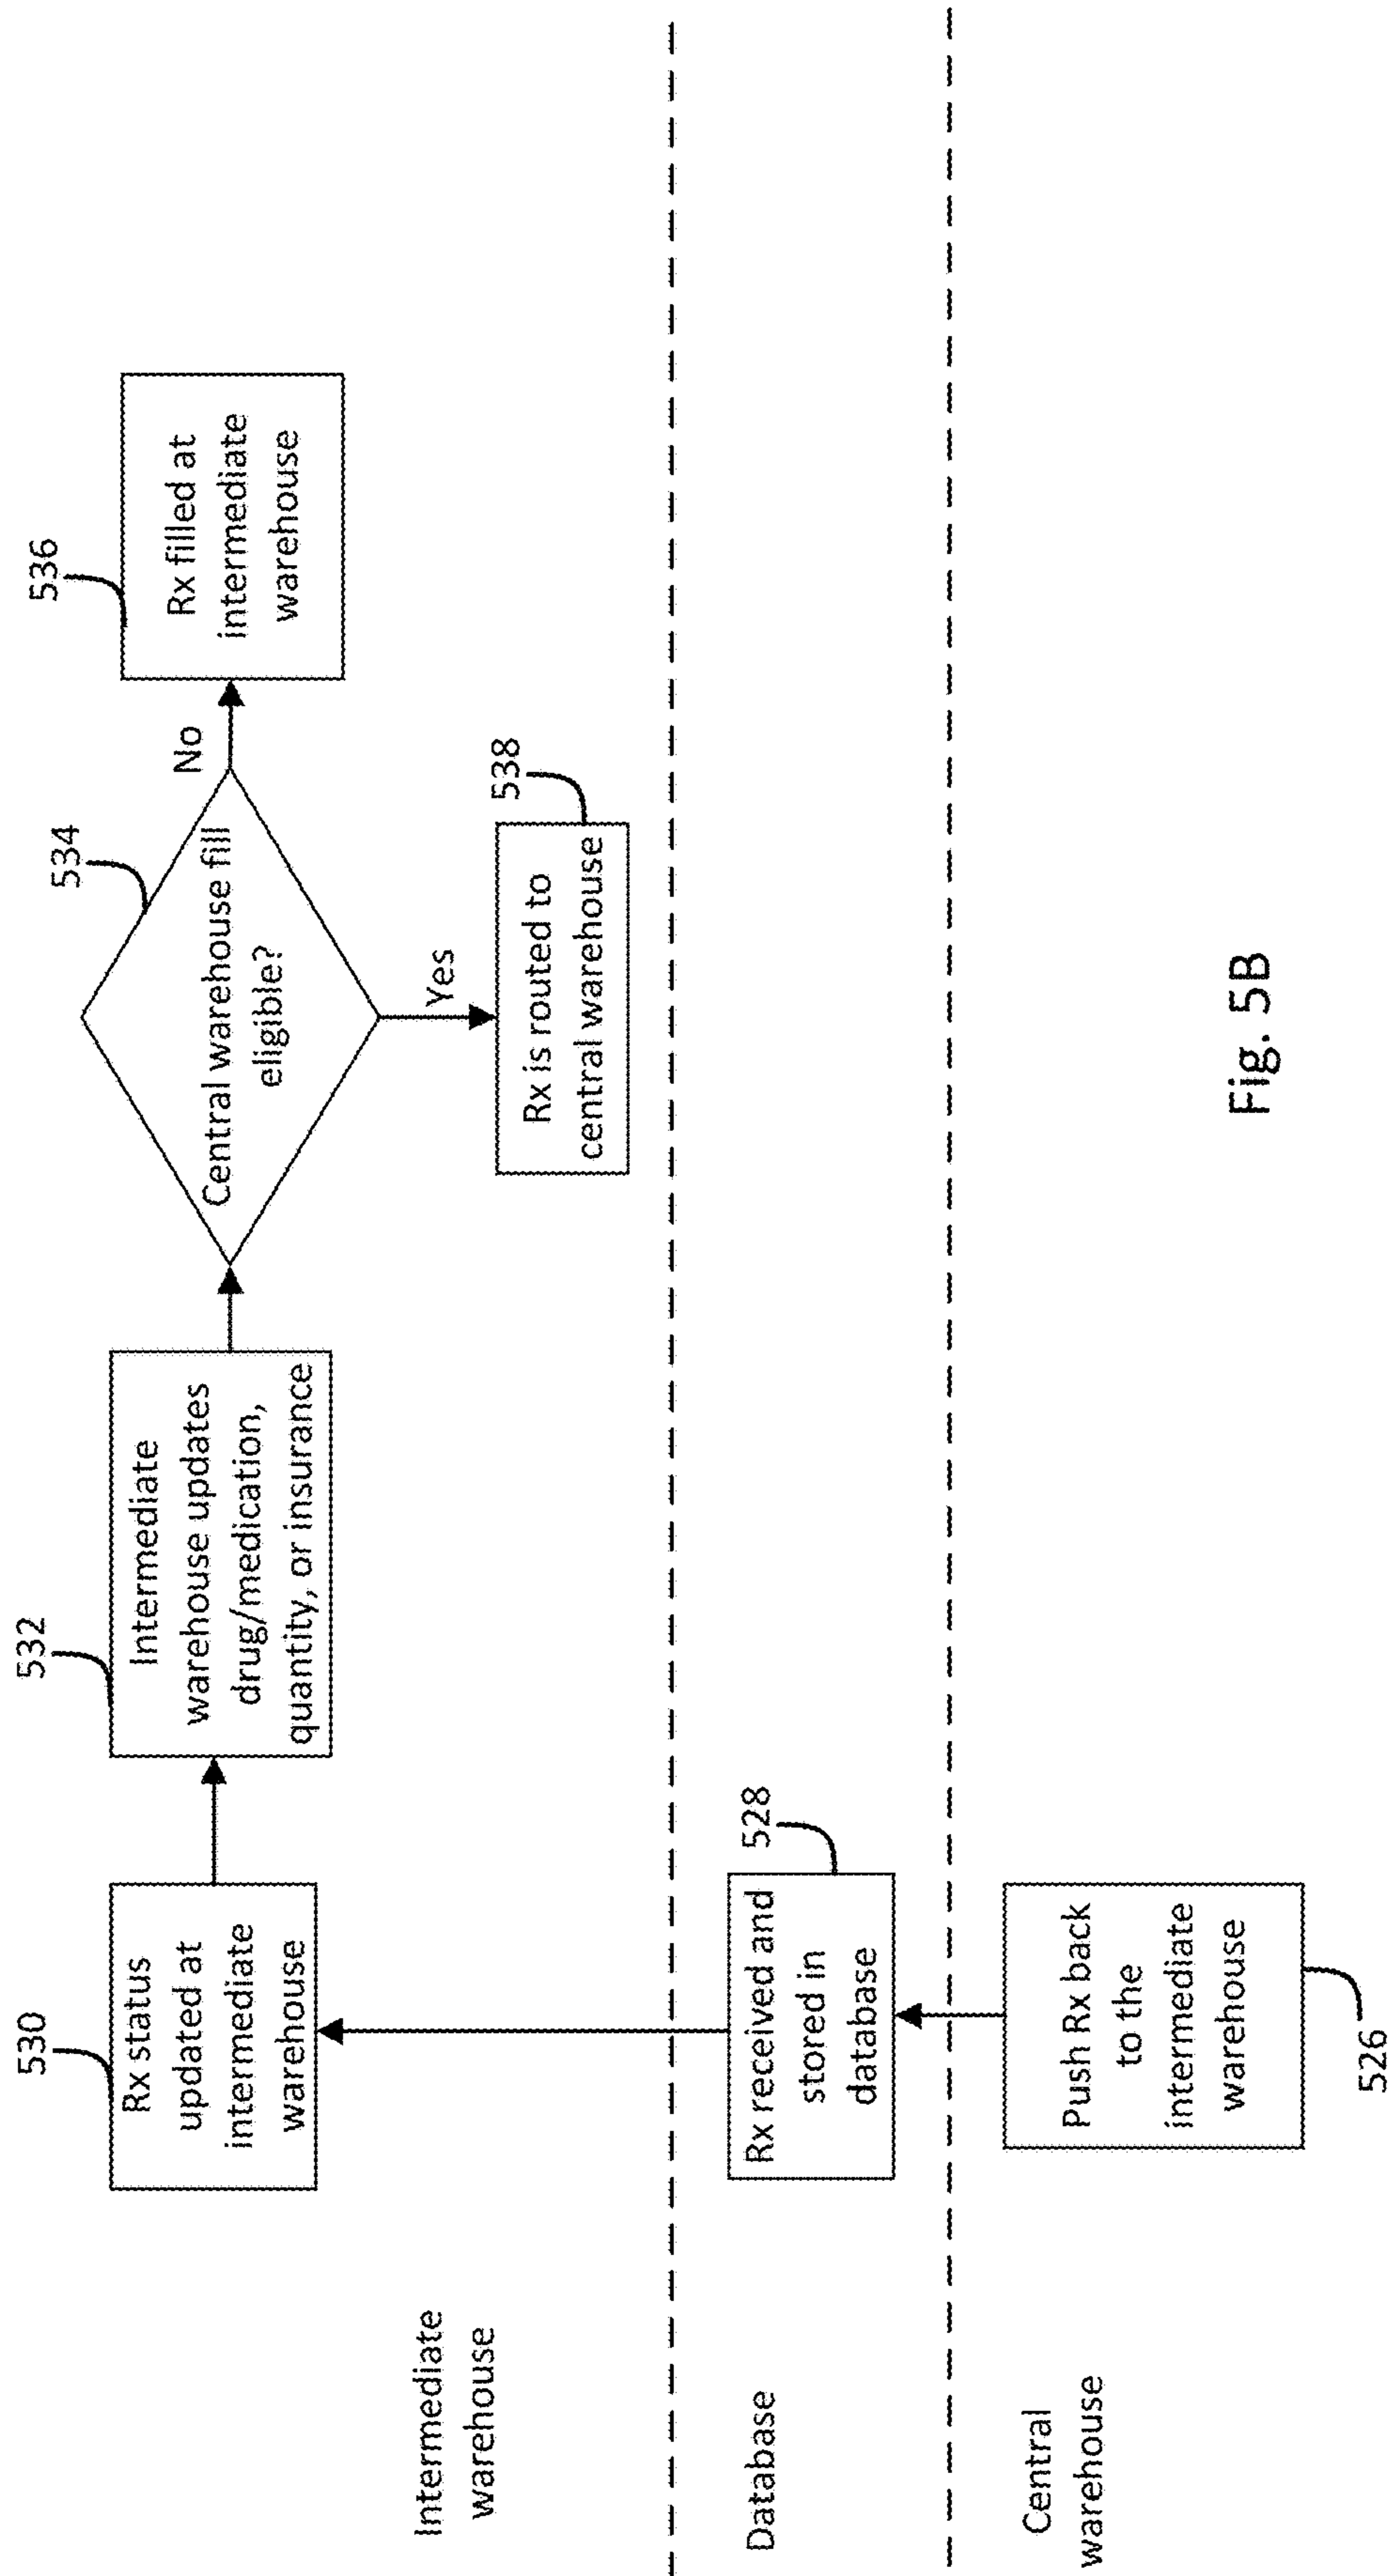 530
Rx status
updated at
intermediate
warehouse
532
Intermediate
warehouse updates
drug/medication,
quantity, or insurance
534
Central warehouse fill
eligible?
No
536
Rx filled at
intermediate
warehouse
Yes
538
Rx is routed to
central warehouse
Intermediate
warehouse
Database
528
Rx received and
stored in
database
Central
warehouse
Push Rx back
to the
intermediate
warehouse
526
Fig. 5B